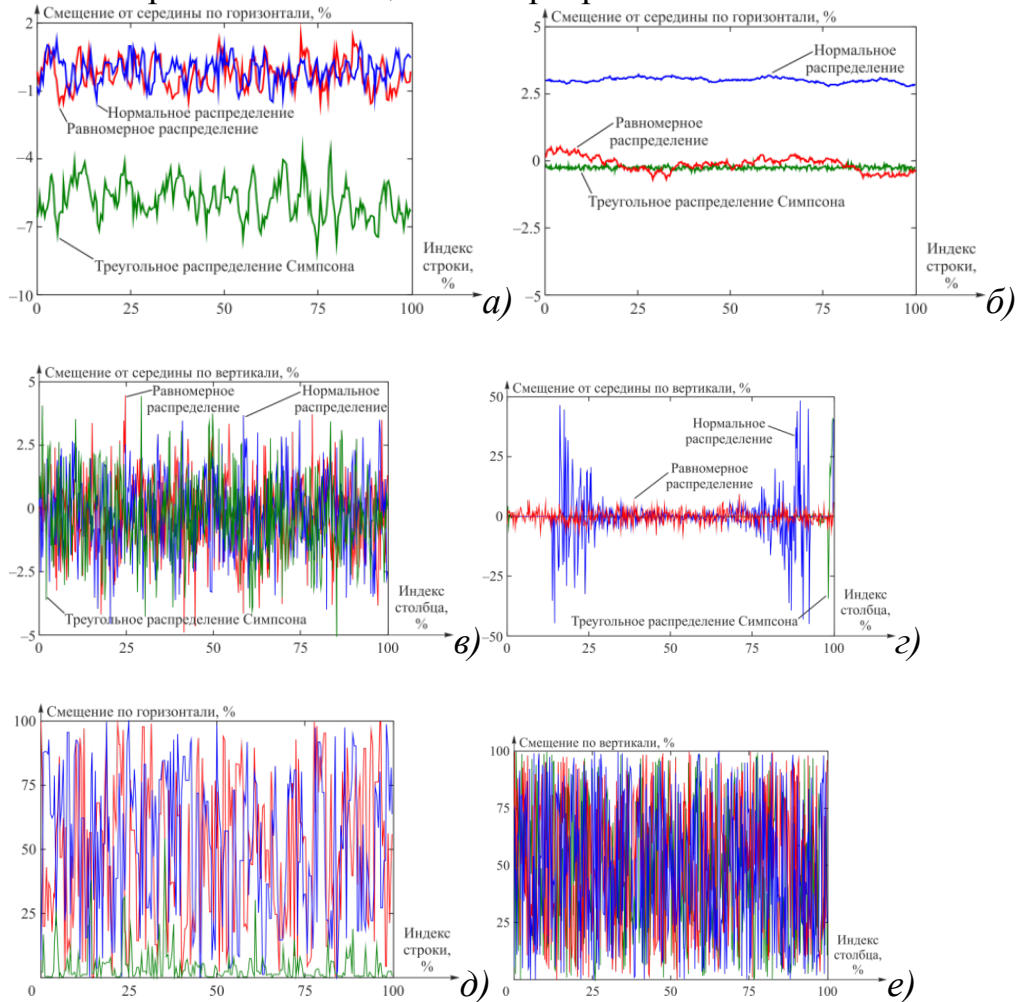 Смещение от середины по горизонтали, %
2
−1
−4
−7
−10
Нормальное распределение
Равномерное распределение
Треугольное распределение Симпсона
Индекс
строки,
%
0
25
50
75
100
а)
Смещение от середины по горизонтали, %
5
2.5
0
−2.5
−5
Нормальное
распределение
Равномерное
распределение
Треугольное распределение Симпсона
Индекс
строки,
%
0
25
50
75
100
б)
Смещение от середины по вертикали, %
5
2.5
0
−2.5
−5
Равномерное
распределение
Нормальное
распределение
Треугольное распределение Симпсона
Индекс
столбца,
%
0
25
50
75
100
в)
Смещение от середины по вертикали, %
50
25
0
−25
−50
Нормальное
распределение
Равномерное
распределение
Треугольное распределение Симпсона
Индекс
столбца,
%
0
25
50
75
100
г)
Смещение по горизонтали, %
100
75
50
25
Индекс
строки,
%
0
25
50
75
100
д)
Смещение по вертикали, %
100
75
50
25
Индекс
столбца,
%
0
25
50
75
100
е)